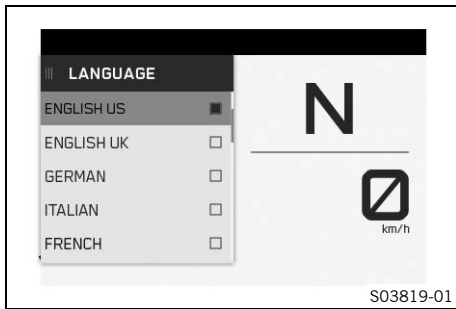 LANGUAGE
ENGLISH US
ENGLISH UK
GERMAN
ITALIAN
FRENCH
N
0
km/h
S03819-01